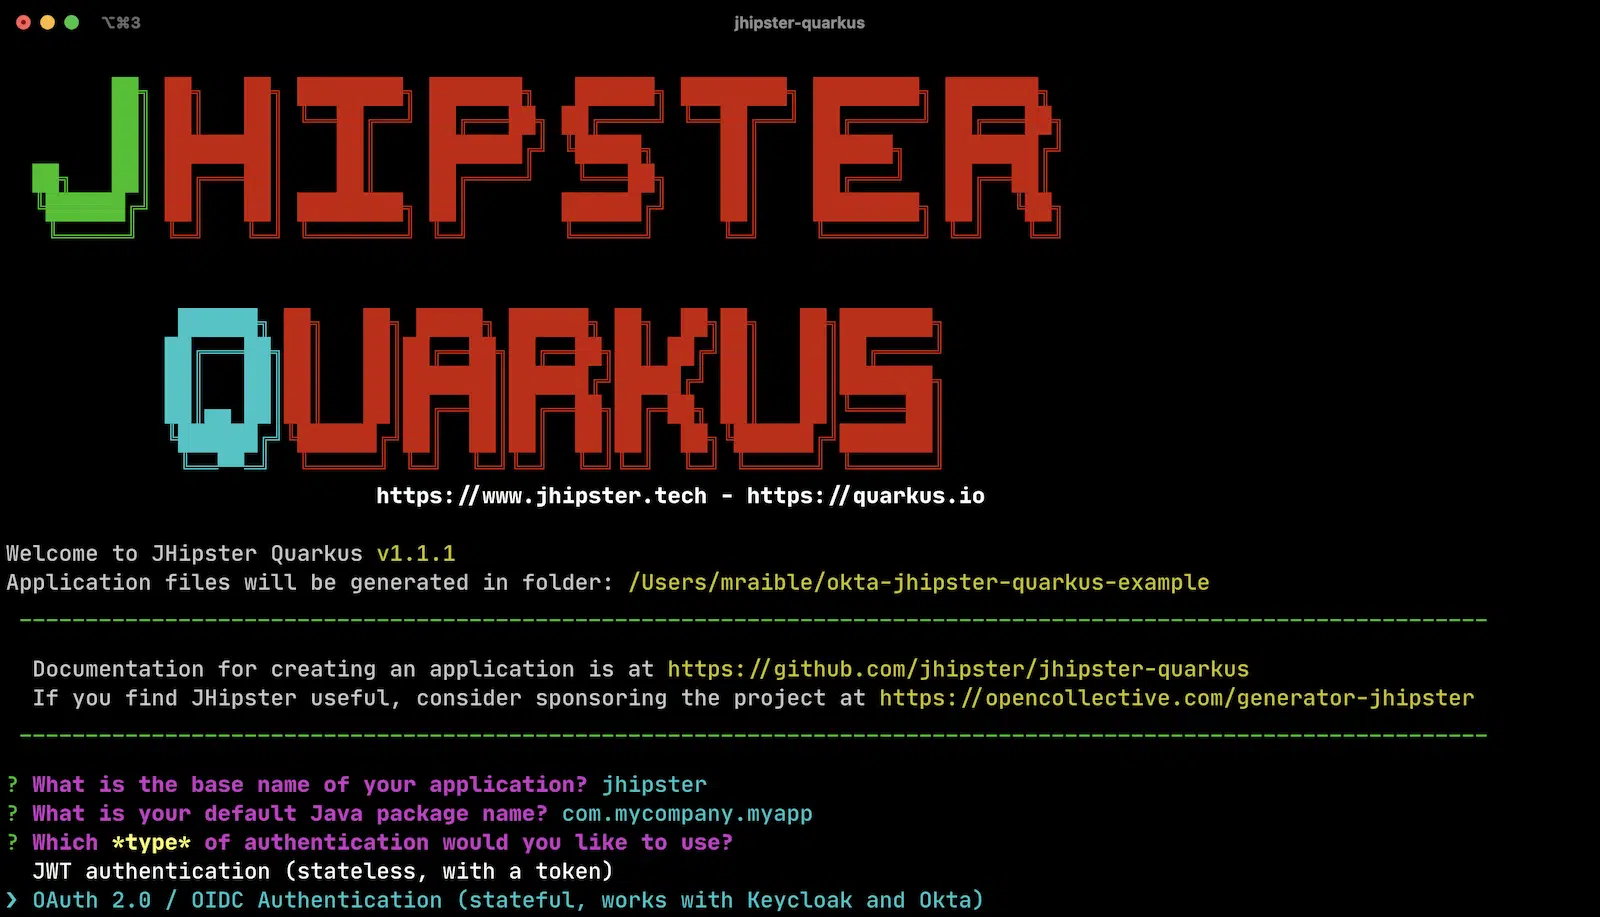 ⌥⌘3 jhipster-quarkus
JHIPSTER
QUARKUS
https://www.jhipster.tech - https://quarkus.io
Welcome to JHipster Quarkus v1.1.1
Application files will be generated in folder: /Users/mraible/okta-jhipster-quarkus-example
Documentation for creating an application is at https://github.com/jhipster/jhipster-quarkus
If you find JHipster useful, consider sponsoring the project at https://opencollective.com/generator-jhipster
? What is the base name of your application? jhipster
? What is your default Java package name? com.mycompany.myapp
? Which *type* of authentication would you like to use?
JWT authentication (stateless, with a token)
❯ OAuth 2.0 / OIDC Authentication (stateful, works with Keycloak and Okta)